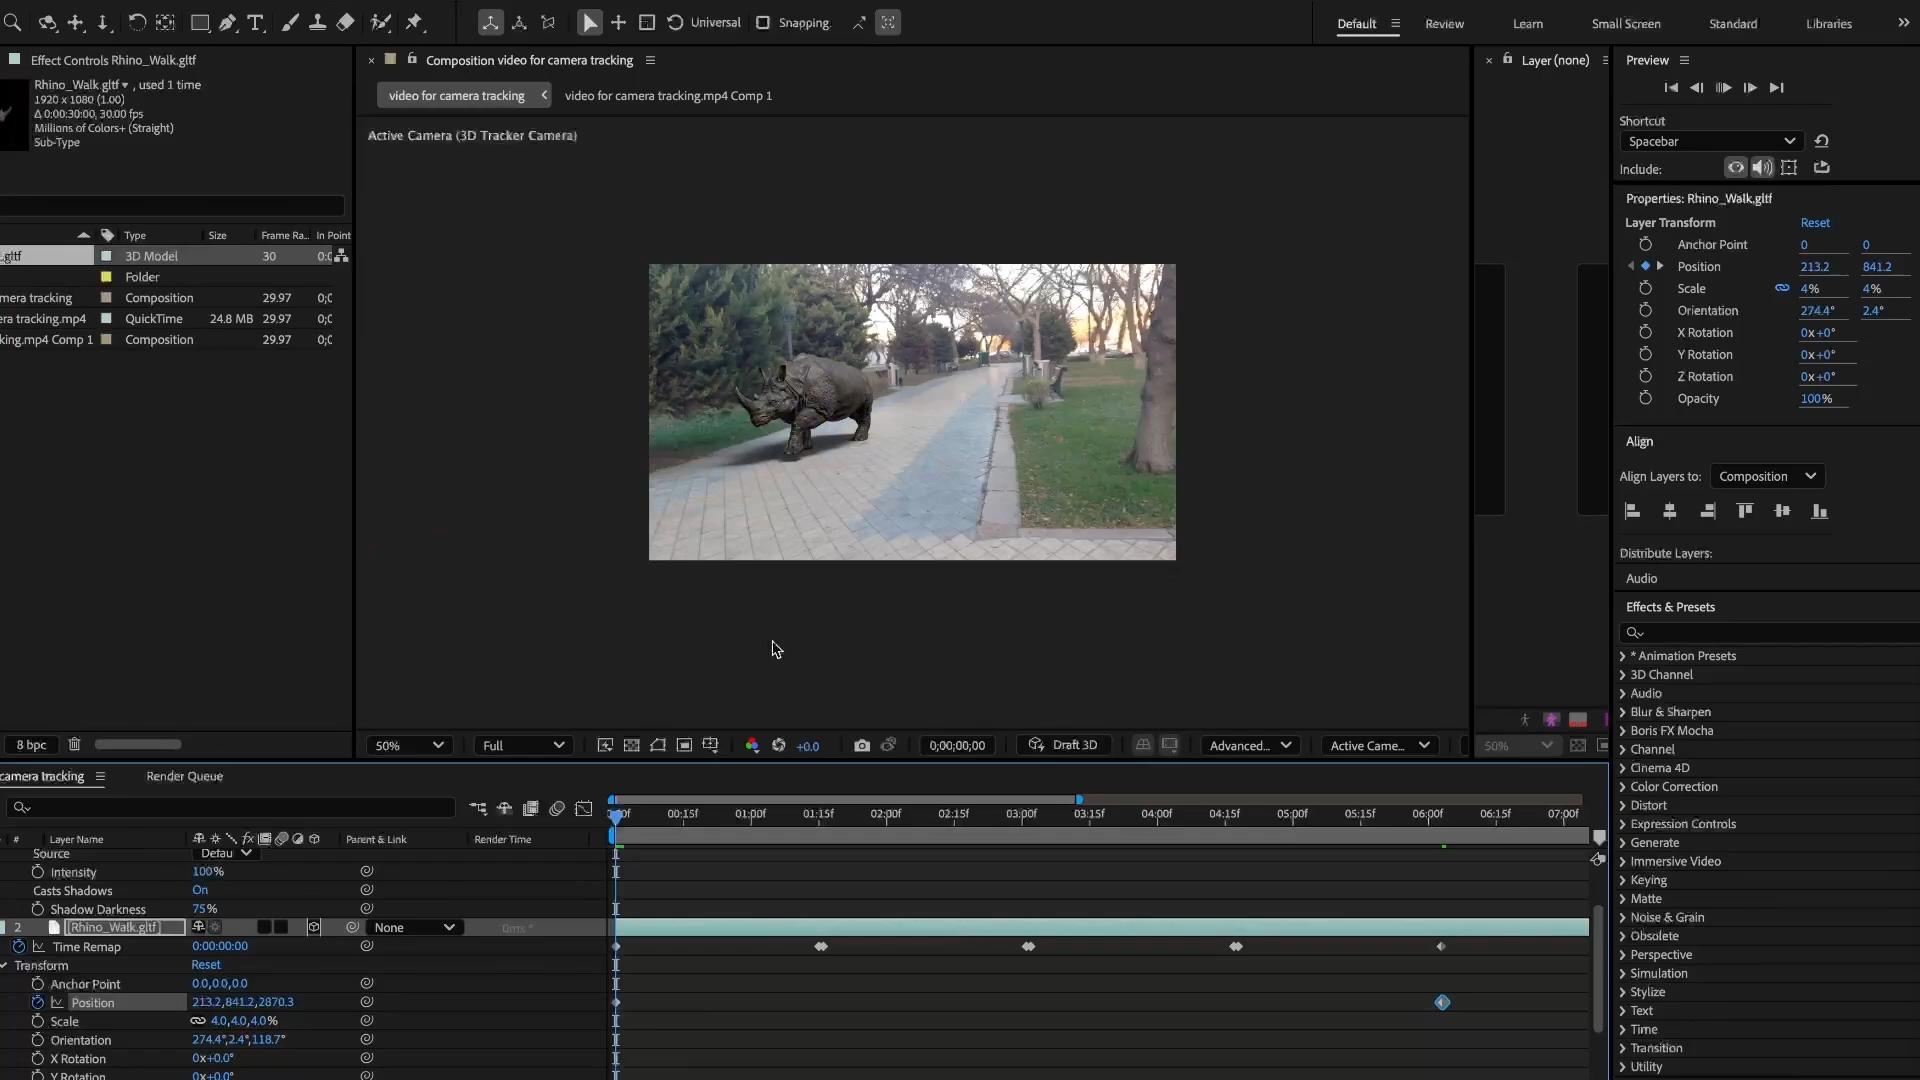 Universal
Snapping
Default
Review
Learn
Small Screen
Standard
Libraries
Effect Controls Rhino_Walk.gltf
Rhino_Walk.gltf , used 1 time
1920 x 1080 (1.00)
Δ 0:00:30:00, 30.00 fps
Millions of Colors+ (Straight)
Sub-Type
Type Size Frame Ra... In Point
.gltf 3D Model 30 0:0
Folder
mera tracking Composition 29.97 0;0
era tracking.mp4 QuickTime 24.8 MB 29.97 0;0
king.mp4 Comp 1 Composition 29.97 0;0
8 bpc
Composition video for camera tracking
video for camera tracking
video for camera tracking.mp4 Comp 1
Active Camera (3D Tracker Camera)
50%
Full
+0.0
0;00;00;00
Draft 3D
Advanced...
Active Came...
Layer (none)
50%
Preview
Shortcut
Spacebar
Include:
Properties: Rhino_Walk.gltf
Layer Transform Reset
Anchor Point 0 0
Position 213.2 841.2
Scale 4% 4%
Orientation 274.4° 2.4°
X Rotation 0x+0°
Y Rotation 0x+0°
Z Rotation 0x+0°
Opacity 100%
Align
Align Layers to: Composition
Distribute Layers:
Audio
Effects & Presets
* Animation Presets
3D Channel
Audio
Blur & Sharpen
Boris FX Mocha
Channel
Cinema 4D
Color Correction
Distort
Expression Controls
Generate
Immersive Video
Keying
Matte
Noise & Grain
Obsolete
Perspective
Simulation
Stylize
Text
Time
Transition
Utility
camera tracking
Render Queue
00:15f 01:00f 01:15f 02:00f 02:15f 03:00f 03:15f 04:00f 04:15f 05:00f 05:15f 06:00f 06:15f 07:00f
# Layer Name fx Parent & Link Render Time
Source Defau
Intensity 100%
Casts Shadows On
Shadow Darkness 75%
2 [Rhino_Walk.gltf] None 0ms *
Time Remap 0:00:00:00
Transform Reset
Anchor Point 0.0,0.0,0.0
Position 213.2,841.2,2870.3
Scale 4.0,4.0,4.0%
Orientation 274.4°,2.4°,118.7°
X Rotation 0x+0.0°
Y Rotation 0x+0.0°